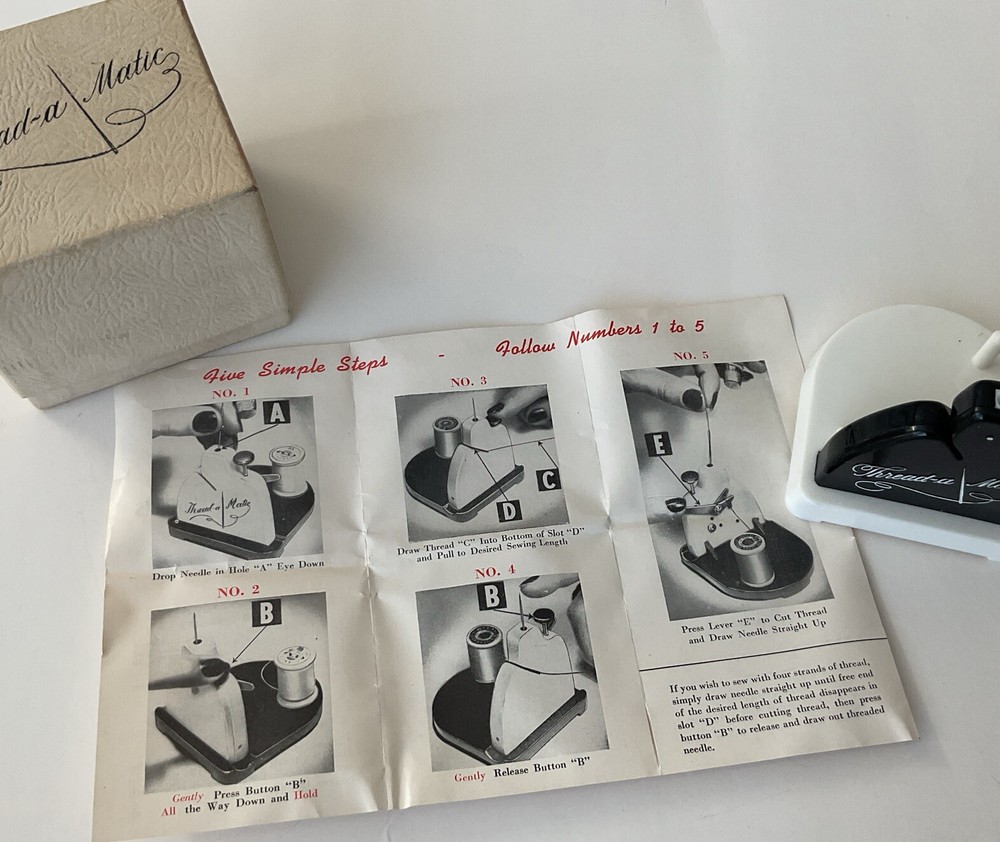 ad-a Matic
Five Simple Steps - Follow Numbers 1 to 5
NO. 1
A
Thread-a Matic
Drop Needle in Hole "A" Eye Down
NO. 2
B
Gently Press Button "B"
All the Way Down and Hold
NO. 3
C
D
Draw Thread "C" Into Bottom of Slot "D"
and Pull to Desired Sewing Length
NO. 4
B
Gently Release Button "B"
NO. 5
E
Press Lever "E" to Cut Thread
and Draw Needle Straight Up
If you wish to sew with four strands of thread,
simply draw needle straight up until free end
of the desired length of thread disappears in
slot "D" before cutting thread, then press
button "B" to release and draw out threaded
needle.
Thread-a Ma